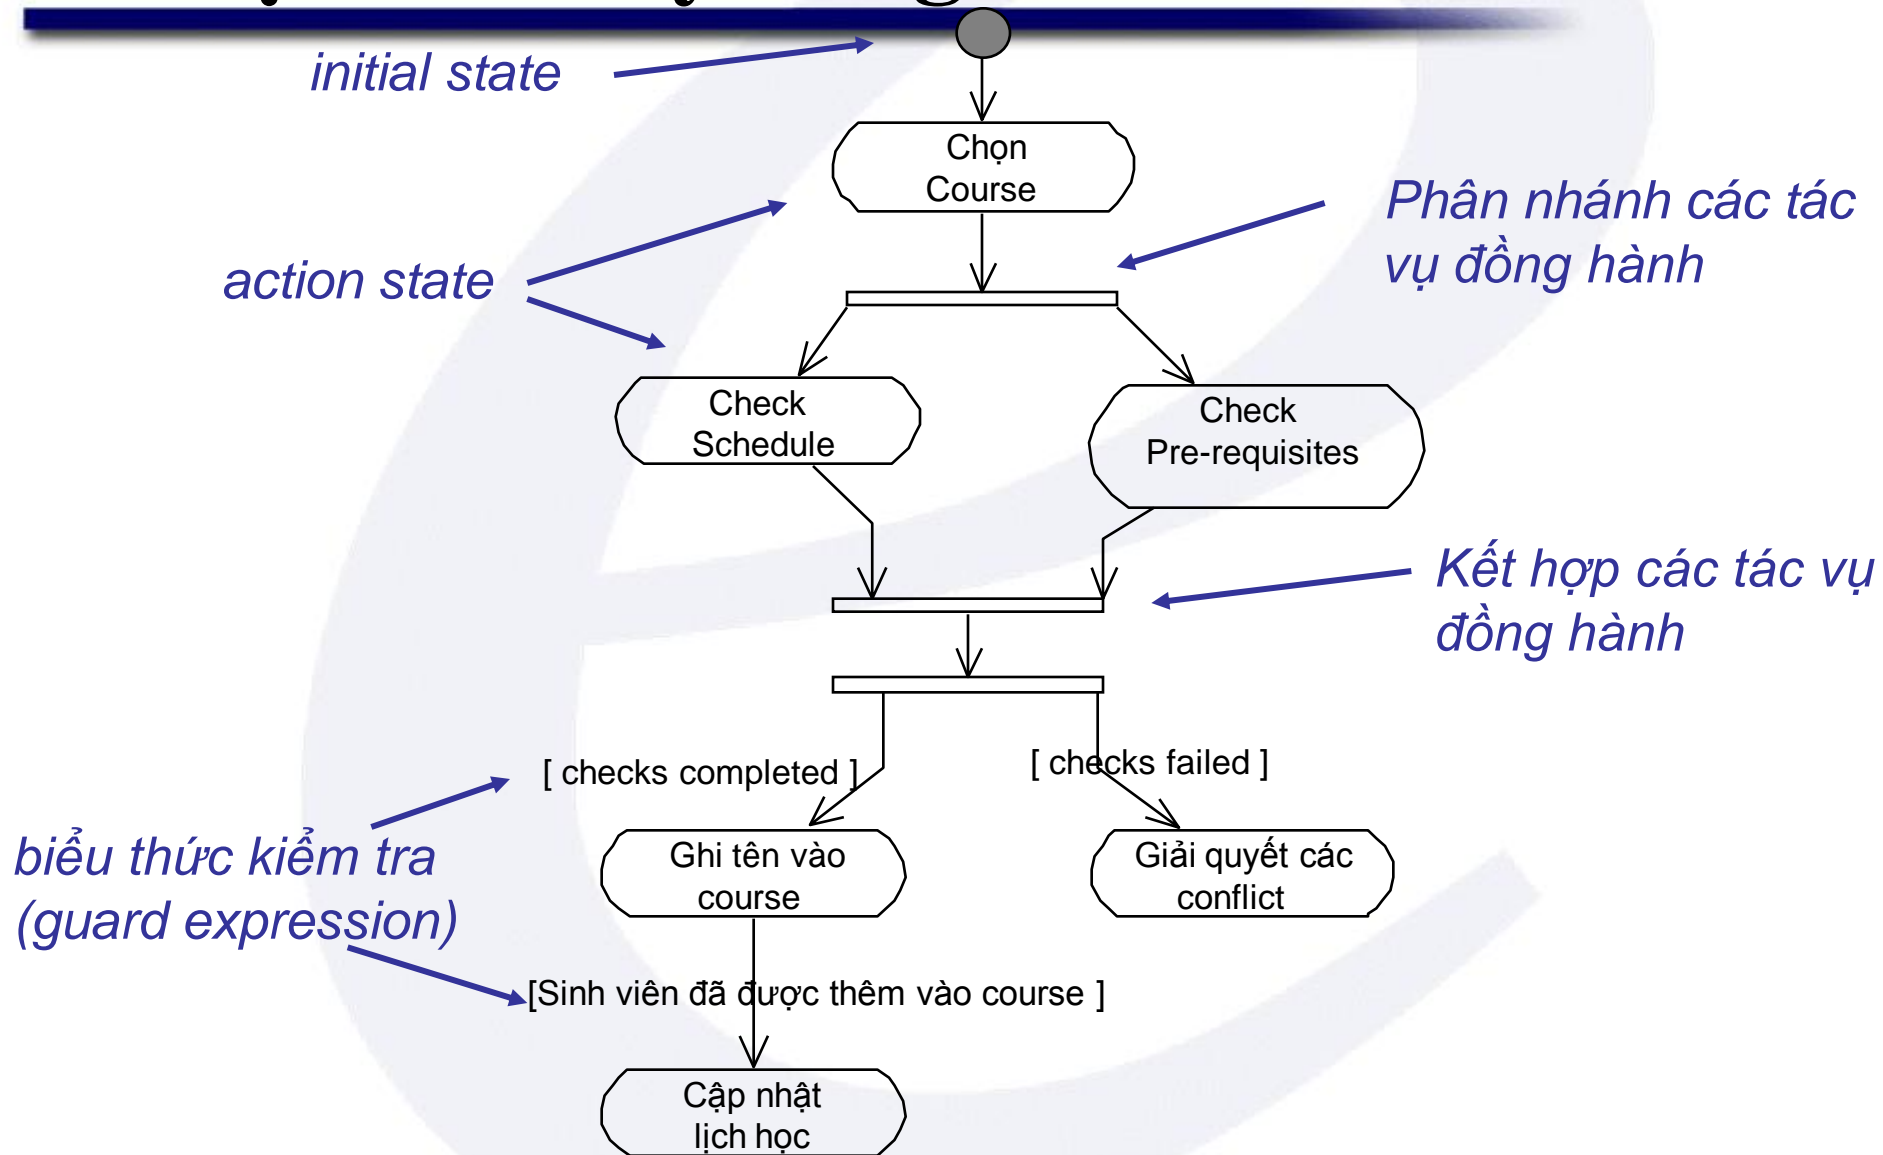 initial state
Chọn
Course
Phân nhánh các tác
vụ đồng hành
action state
Check
Schedule
Check
Pre-requisites
Kết hợp các tác vụ
đồng hành
[ checks completed ]
[ checks failed ]
biểu thức kiểm tra
(guard expression)
Ghi tên vào
course
Giải quyết các
conflict
[Sinh viên đã được thêm vào course ]
Cập nhật
lịch học